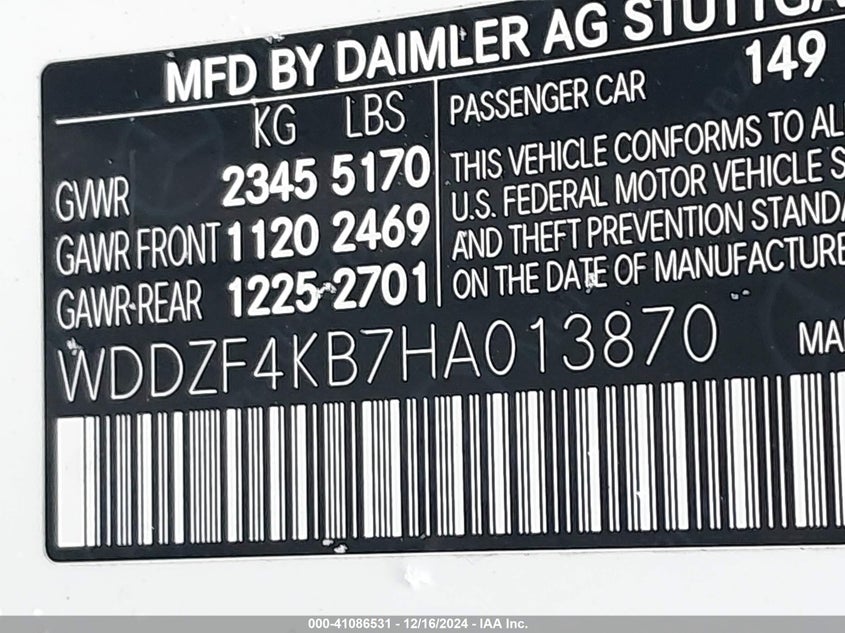 MFD BY DAIMLER AG STUTTGA
KG LBS
GVWR 2345 5170
GAWR FRONT 1120 2469
GAWR-REAR 1225 2701
PASSENGER CAR 149
THIS VEHICLE CONFORMS TO AL
U.S. FEDERAL MOTOR VEHICLE S
AND THEFT PREVENTION STANDA
ON THE DATE OF MANUFACTURE
WDDZF4KB7HA013870
MA
000-41086531 - 12/16/2024 - IAA Inc.